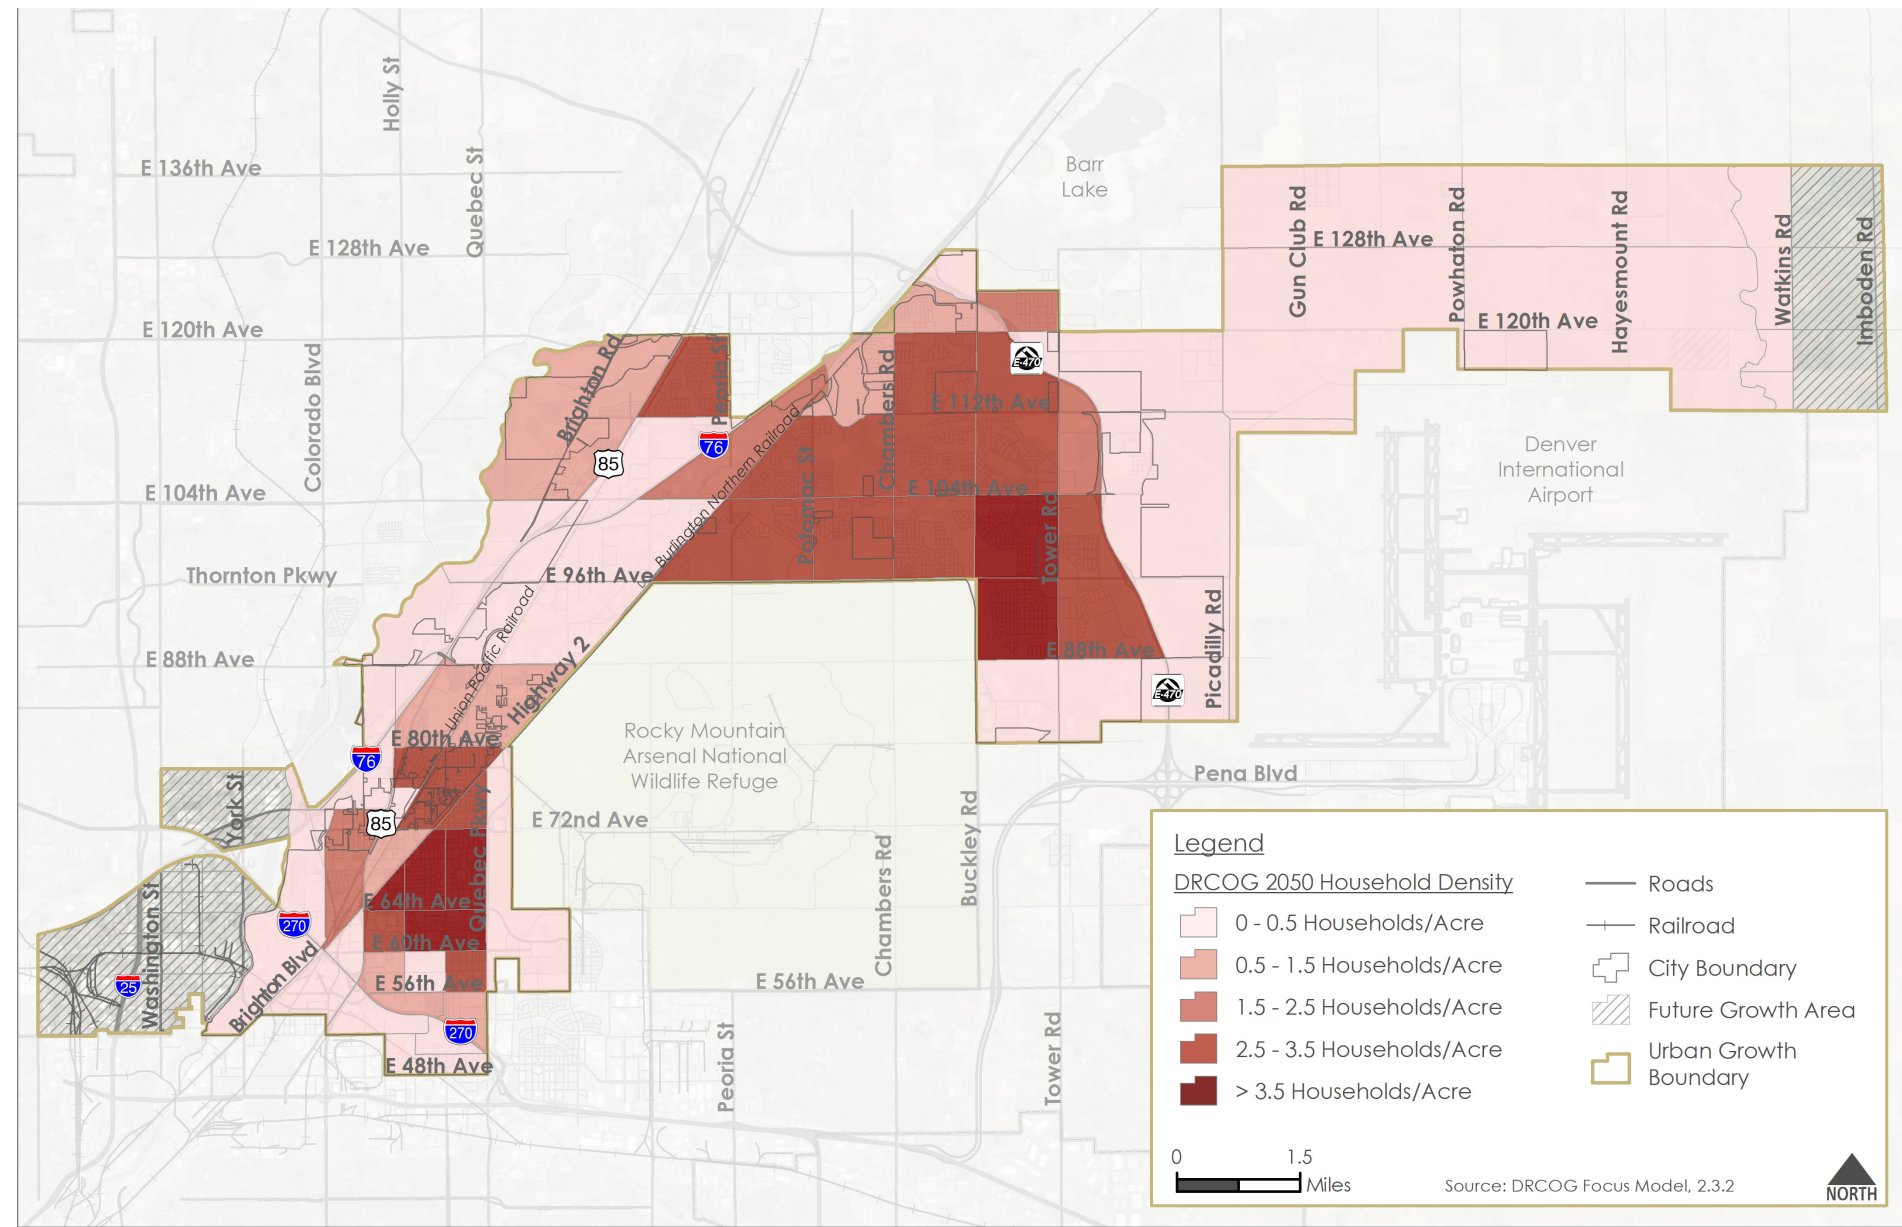 Holly St
Quebec St
E 136th Ave
Barr
Lake
E 128th Ave
Gun Club Rd
E 128th Ave
Powhaton Rd
Hayesmount Rd
Watkins Rd
Imboden Rd
E 120th Ave
E 120th Ave
Colorado Blvd
Brighton Rd
Peoria St
Chambers Rd
E-470
E 112th Ave
76
85
Burlington Northern Railroad
Potomac St
Denver
International
Airport
E 104th Ave
E 104th Ave
Tower Rd
Thornton Pkwy
E 96th Ave
Union Pacific Railroad
Highway 2
E 88th Ave
E 88th Ave
Picadilly Rd
E-470
Rocky Mountain
Arsenal National
Wildlife Refuge
E 80th Ave
76
Pena Blvd
York St
85
Quebec Pkwy
E 72nd Ave
Chambers Rd
Buckley Rd
E 64th Ave
Washington St
270
E 60th Ave
Brighton Blvd
25
E 56th Ave
E 56th Ave
270
E 48th Ave
Peoria St
Tower Rd
Legend
DRCOG 2050 Household Density
0 - 0.5 Households/Acre
0.5 - 1.5 Households/Acre
1.5 - 2.5 Households/Acre
2.5 - 3.5 Households/Acre
> 3.5 Households/Acre
Roads
Railroad
City Boundary
Future Growth Area
Urban Growth
Boundary
0 1.5
Miles
Source: DRCOG Focus Model, 2.3.2
NORTH